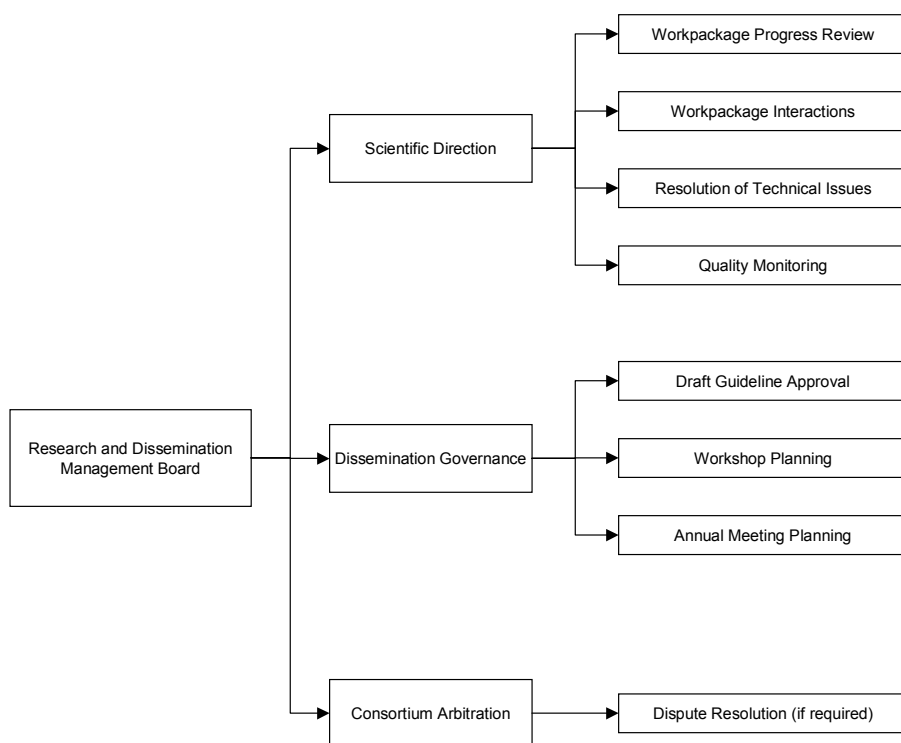 Workpackage Progress Review
Workpackage Interactions
Scientific Direction
Resolution of Technical Issues
Quality Monitoring
Draft Guideline Approval
Research and Dissemination
Management Board
Dissemination Governance
Workshop Planning
Annual Meeting Planning
Consortium Arbitration
Dispute Resolution (if required)